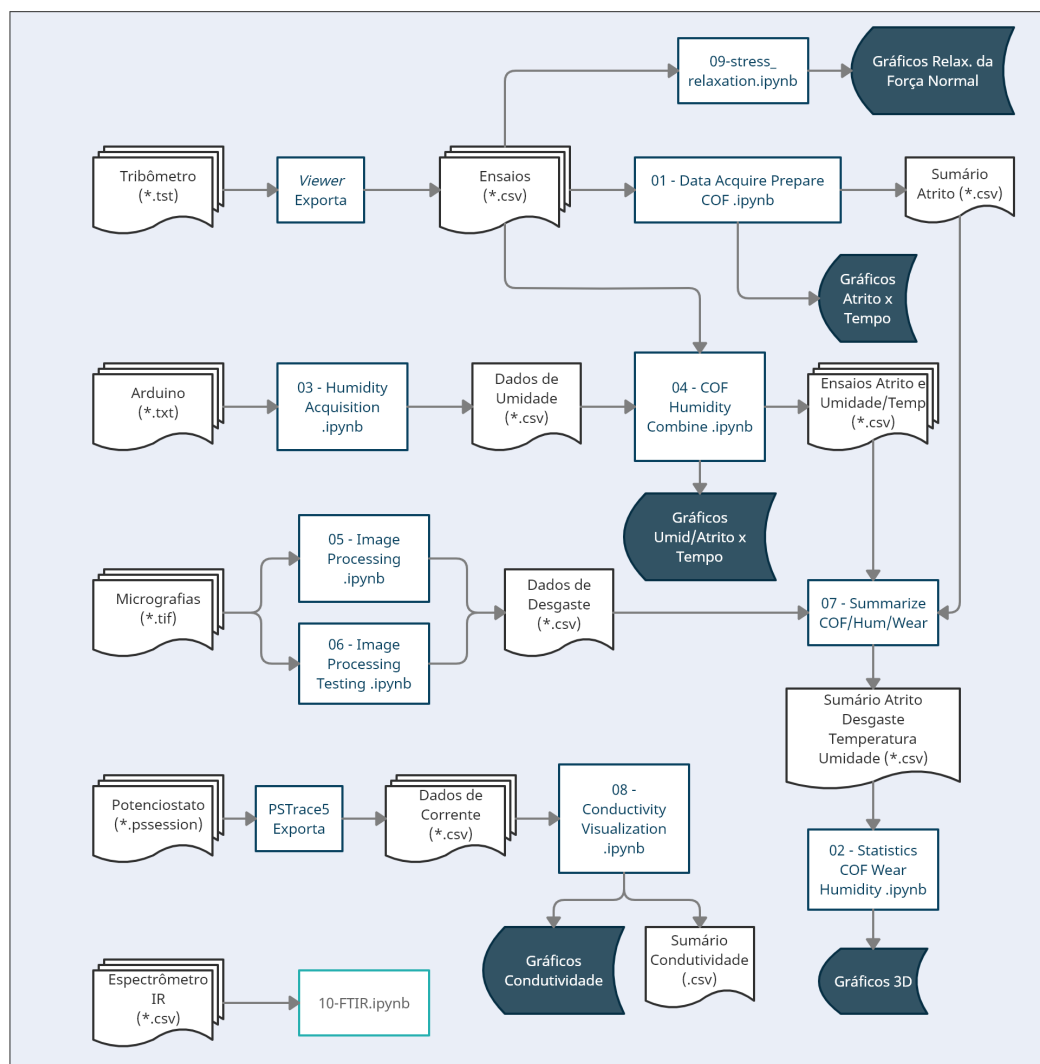 09-stress_
relaxation.ipynb
Gráficos Relax. da
Força Normal
Tribômetro
(*.tst)
Viewer
Exporta
Ensaios
(*.csv)
01 - Data Acquire Prepare
COF .ipynb
Sumário
Atrito (*.csv)
Gráficos
Atrito x
Tempo
Arduino
(*.txt)
03 - Humidity
Acquisition
.ipynb
Dados de
Umidade
(*.csv)
04 - COF
Humidity
Combine .ipynb
Ensaios Atrito e
Umidade/Temp
(*.csv)
Gráficos
Umid/Atrito x
Tempo
Micrografias
(*.tif)
05 - Image
Processing
.ipynb
06 - Image
Processing
Testing .ipynb
Dados de
Desgaste
(*.csv)
07 - Summarize
COF/Hum/Wear
Sumário Atrito
Desgaste
Temperatura
Umidade (*.csv)
Potenciostato
(*.pssession)
PSTrace5
Exporta
Dados de
Corrente
(*.csv)
08 -
Conductivity
Visualization
.ipynb
02 - Statistics
COF Wear
Humidity .ipynb
Gráficos
Condutividade
Sumário
Condutividade
(.csv)
Gráficos 3D
Espectrômetro
IR
(*.csv)
10-FTIR.ipynb